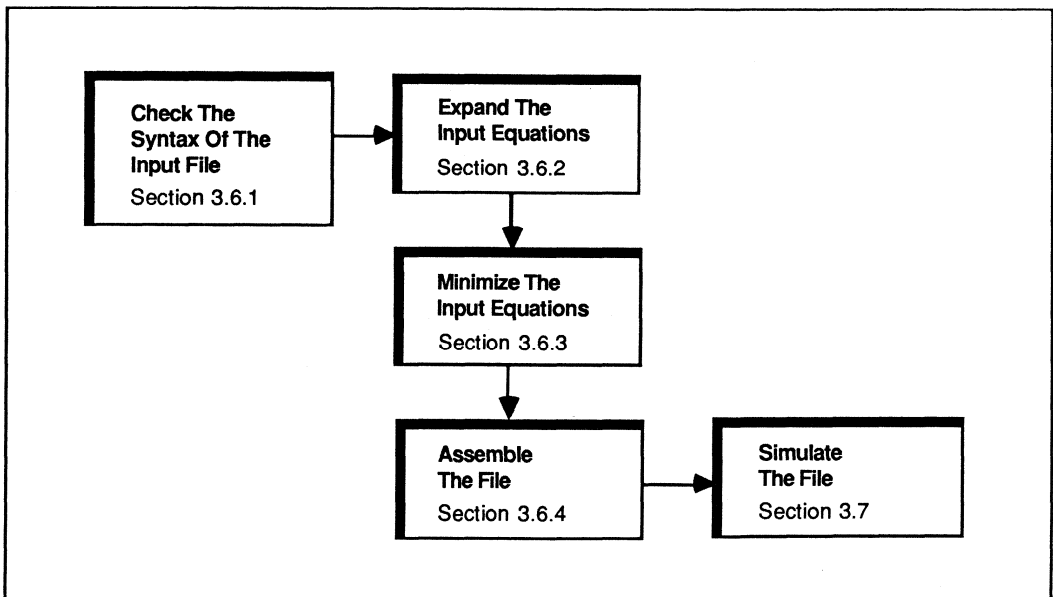 Check The
Syntax Of The
Input File
Section 3.6.1
Expand The
Input Equations
Section 3.6.2
Minimize The
Input Equations
Section 3.6.3
Assemble
The File
Section 3.6.4
Simulate
The File
Section 3.7